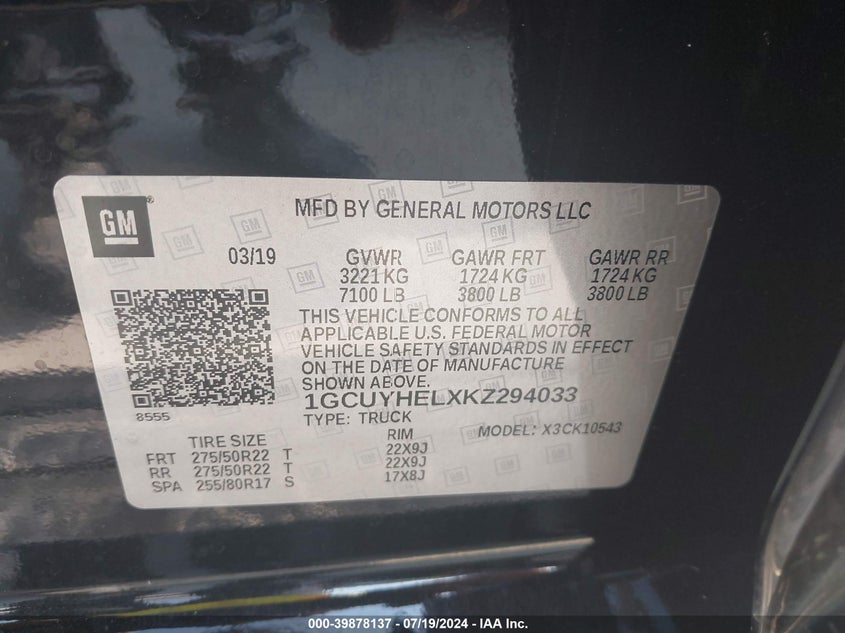 GM
MFD BY GENERAL MOTORS LLC
03/19 GVWR GAWR FRT GAWR RR
3221 KG 1724 KG 1724 KG
7100 LB 3800 LB 3800 LB
THIS VEHICLE CONFORMS TO ALL
APPLICABLE U.S. FEDERAL MOTOR
VEHICLE SAFETY STANDARDS IN EFFECT
ON THE DATE OF MANUFACTURE
SHOWN ABOVE.
8555
1GCUYHELXKZ294033
TYPE: TRUCK
MODEL: X3CK10543
TIRE SIZE RIM
FRT 275/50R22 T 22X9J
RR 275/50R22 T 22X9J
SPA 255/80R17 S 17X8J
000-39878137 - 07/19/2024 - IAA Inc.